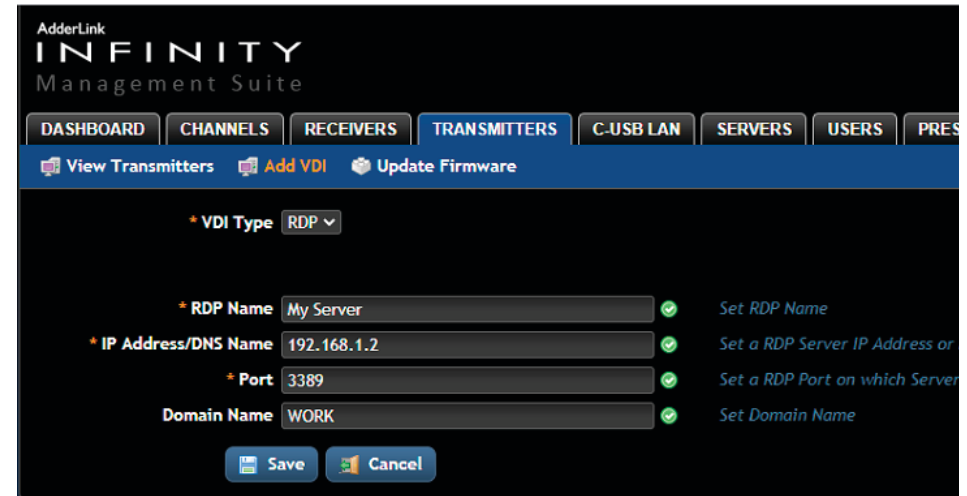 AdderLink
INFINITY
Management Suite
DASHBOARD CHANNELS RECEIVERS TRANSMITTERS C-USB LAN SERVERS USERS PRES
View Transmitters Add VDI Update Firmware
* VDI Type RDP
* RDP Name My Server Set RDP Name
* IP Address/DNS Name 192.168.1.2 Set a RDP Server IP Address or
* Port 3389 Set a RDP Port on which Server
Domain Name WORK Set Domain Name
Save Cancel